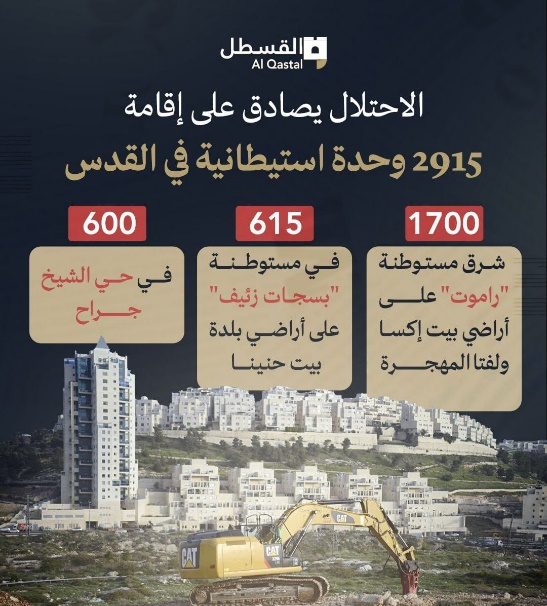 القسطل
Al Qastal
الاحتلال يصادق على إقامة
2915 وحدة استيطانية في القدس
1700
شرق مستوطنة
"راموت" على
أراضي بيت إكسا
ولفتا المهجرة
615
في مستوطنة
"بسجات زئيف"
على أراضي بلدة
بيت حنينا
600
في حي الشيخ
جراح
CAT
CAT